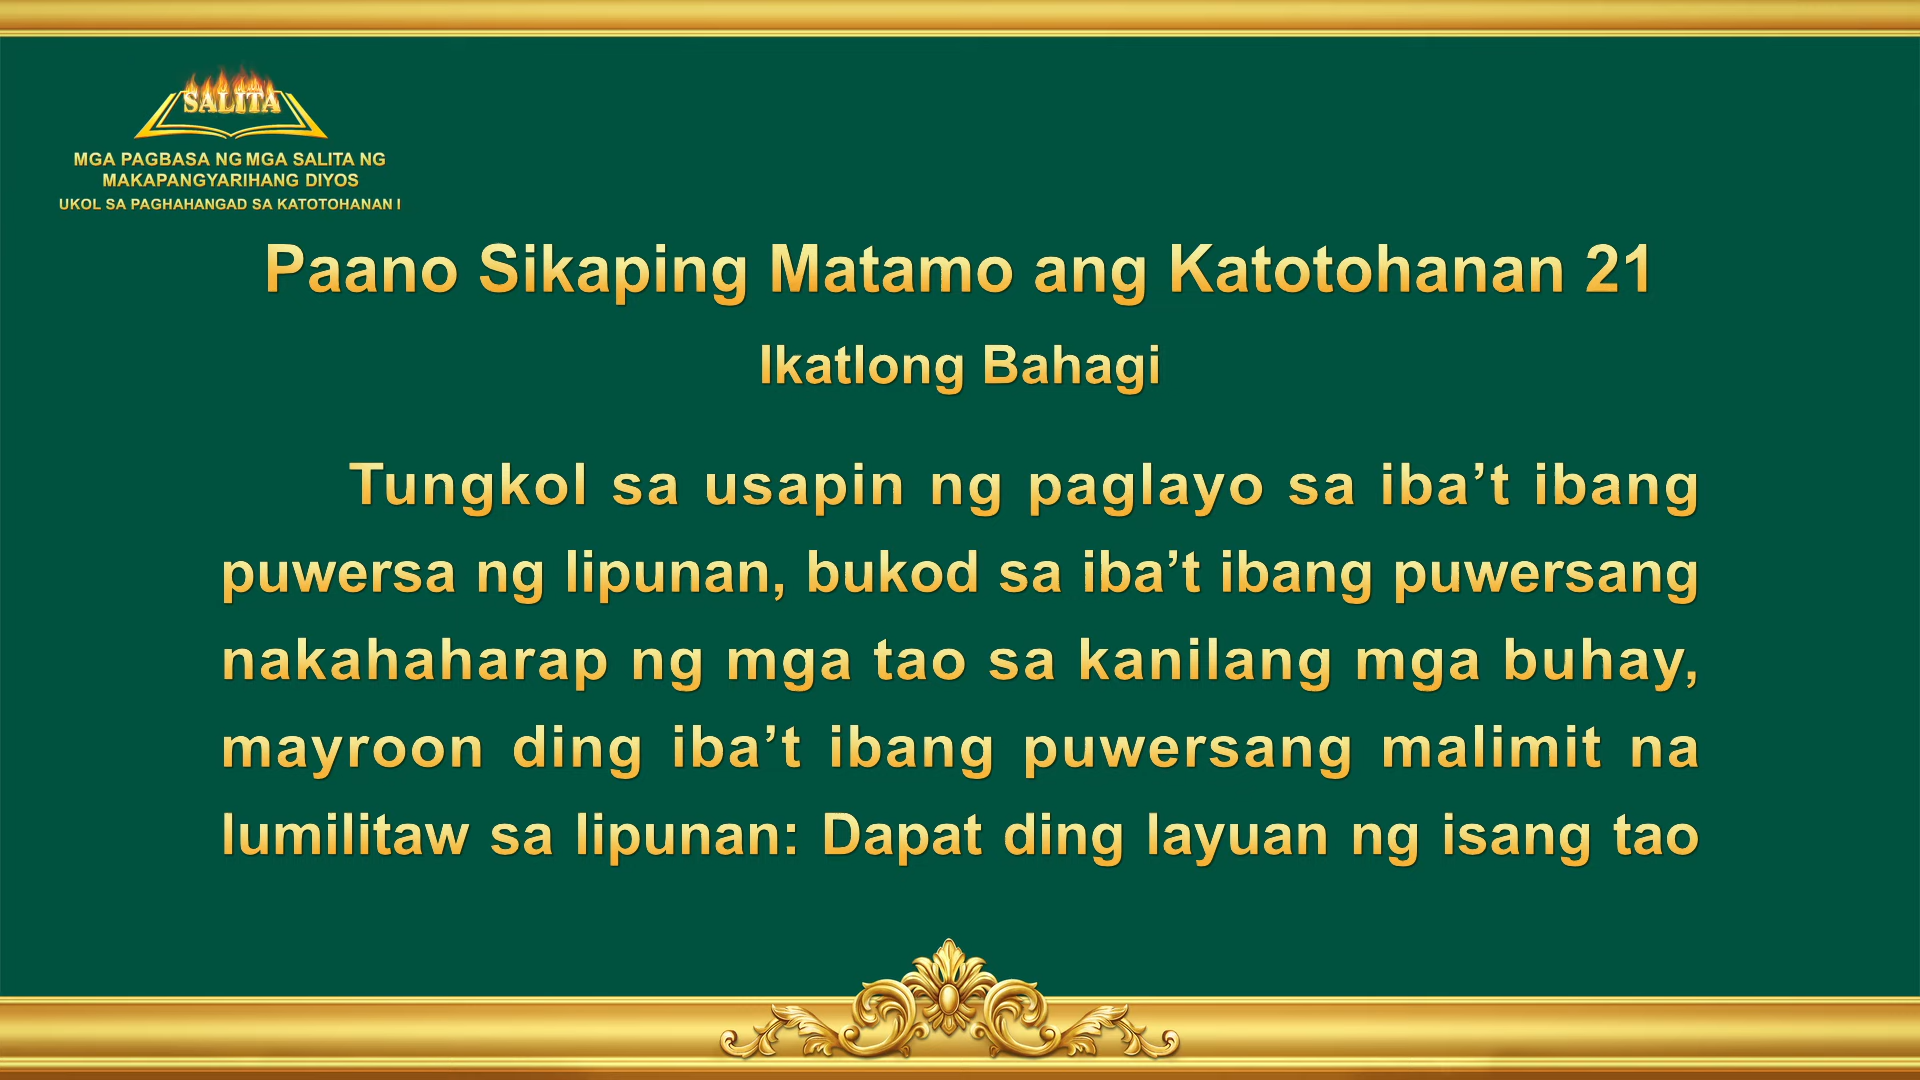 SALITA
MGA PAGBASA NG MGA SALITA NG
MAKAPANGYARIHANG DIYOS
UKOL SA PAGHAHANGAD SA KATOTOHANAN I
Paano Sikaping Matamo ang Katotohanan 21
Ikatlong Bahagi
Tungkol sa usapin ng paglayo sa iba’t ibang
puwersa ng lipunan, bukod sa iba’t ibang puwersang
nakahaharap ng mga tao sa kanilang mga buhay,
mayroon ding iba’t ibang puwersang malimit na
lumilitaw sa lipunan: Dapat ding layuan ng isang tao